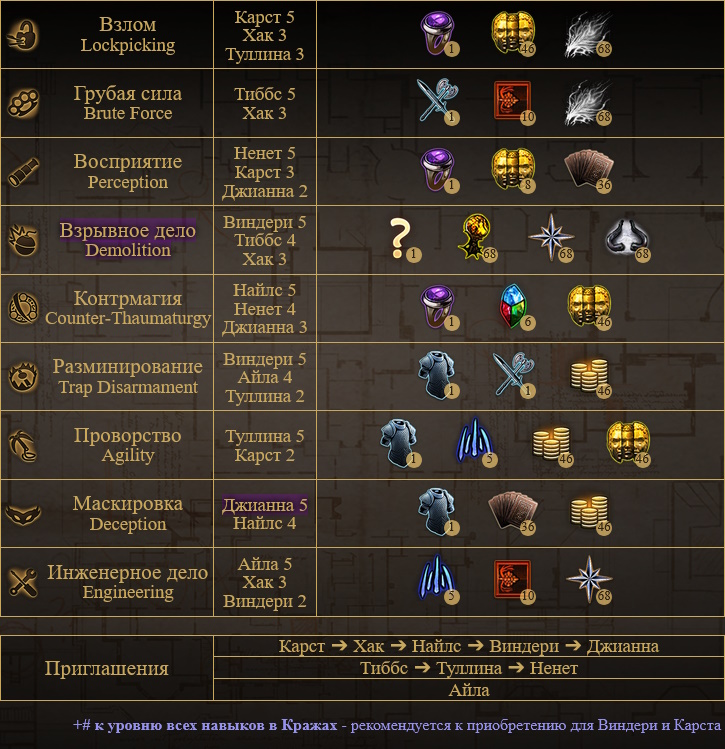 Взлом
Lockpicking
Карст 5
Хак 3
Туллина 3
1
46
68
Грубая сила
Brute Force
Тиббс 5
Хак 3
1
10
68
Восприятие
Perception
Ненет 5
Карст 3
Джианна 2
1
8
36
Взрывное дело
Demolition
Виндери 5
Тиббс 4
Хак 3
?
1
68
68
68
Контрмагия
Counter-Thaumaturgy
Найлс 5
Ненет 4
Джианна 3
1
6
46
Разминирование
Trap Disarmament
Виндери 5
Айла 4
Туллина 2
1
1
46
Проворство
Agility
Туллина 5
Карст 2
1
5
46
46
Маскировка
Deception
Джианна 5
Найлс 4
1
36
46
Инженерное дело
Engineering
Айла 5
Хак 3
Виндери 2
5
10
68
Приглашения
Карст ➔ Хак ➔ Найлс ➔ Виндери ➔ Джианна
Тиббс ➔ Туллина ➔ Ненет
Айла
+# к уровню всех навыков в Кражах - рекомендуется к приобретению для Виндери и Карста